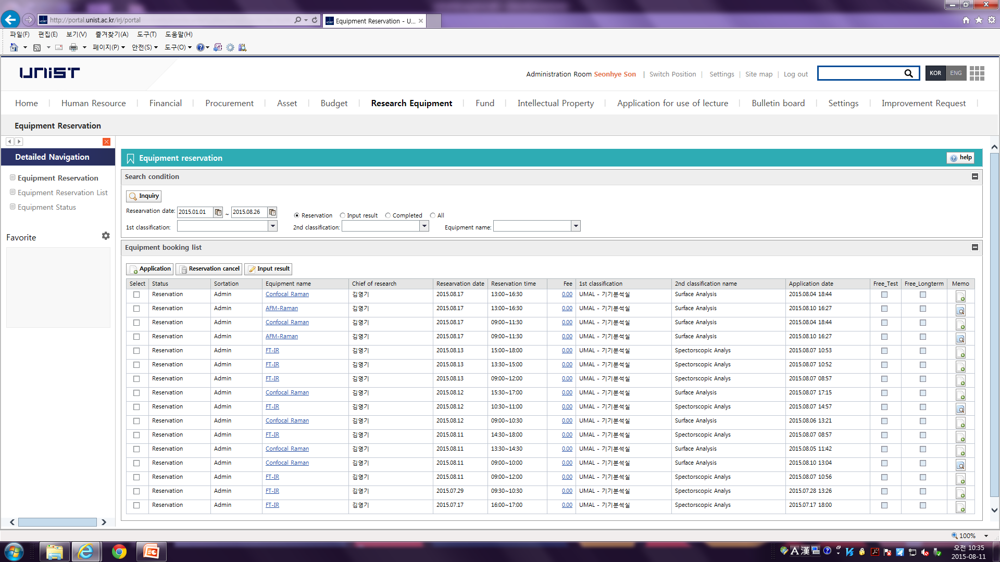 http://portal.unist.ac.kr/irj/portal
Equipment Reservation - U...
파일(F) 편집(E) 보기(V) 즐겨찾기(A) 도구(T) 도움말(H)
페이지(P) 안전(S) 도구(O)
UNIST
Administration Room Seonhye Son | Switch Position | Settings | Site map | Log out KOR ENG
Home Human Resource Financial Procurement Asset Budget Research Equipment Fund Intellectual Property Application for use of lecture Bulletin board Settings Improvement Request
Equipment Reservation
Detailed Navigation
Equipment Reservation
Equipment Reservation List
Equipment Status
Favorite
Equipment reservation help
Search condition
Inquiry
Researvation date: 2015.01.01 ~ 2015.08.26 Reservation Input result Completed All
1st classification: 2nd classification: Equipment name:
Equipment booking list
Application Reservation cancel Input result
Select Status Sortation Equipment name Chief of research Researvation date Reservation time Fee 1st classification 2nd classification name Application date Free_Test Free_Longterm Memo
Reservation Admin Confocal Raman 김영기 2015.08.17 13:00~16:30 0.00 UMAL - 기기분석실 Surface Analysis 2015.08.04 18:44
Reservation Admin AFM-Raman 김영기 2015.08.17 13:00~16:30 0.00 UMAL - 기기분석실 Surface Analysis 2015.08.10 16:27
Reservation Admin Confocal Raman 김영기 2015.08.17 09:00~11:30 0.00 UMAL - 기기분석실 Surface Analysis 2015.08.04 18:44
Reservation Admin AFM-Raman 김영기 2015.08.17 09:00~11:30 0.00 UMAL - 기기분석실 Surface Analysis 2015.08.10 16:27
Reservation Admin FT-IR 김영기 2015.08.13 15:00~18:00 0.00 UMAL - 기기분석실 Spectorscopic Analys 2015.08.07 10:53
Reservation Admin FT-IR 김영기 2015.08.13 13:30~15:00 0.00 UMAL - 기기분석실 Spectorscopic Analys 2015.08.07 10:52
Reservation Admin FT-IR 김영기 2015.08.13 09:00~12:00 0.00 UMAL - 기기분석실 Spectorscopic Analys 2015.08.07 08:57
Reservation Admin Confocal Raman 김영기 2015.08.12 15:30~17:00 0.00 UMAL - 기기분석실 Surface Analysis 2015.08.07 17:15
Reservation Admin FT-IR 김영기 2015.08.12 10:30~11:00 0.00 UMAL - 기기분석실 Spectorscopic Analys 2015.08.07 14:57
Reservation Admin Confocal Raman 김영기 2015.08.12 09:00~10:30 0.00 UMAL - 기기분석실 Surface Analysis 2015.08.06 13:21
Reservation Admin FT-IR 김영기 2015.08.11 14:30~18:00 0.00 UMAL - 기기분석실 Spectorscopic Analys 2015.08.07 08:57
Reservation Admin Confocal Raman 김영기 2015.08.11 13:30~14:30 0.00 UMAL - 기기분석실 Surface Analysis 2015.08.05 11:42
Reservation Admin Confocal Raman 김영기 2015.08.11 09:00~10:00 0.00 UMAL - 기기분석실 Surface Analysis 2015.08.10 13:04
Reservation Admin FT-IR 김영기 2015.08.11 09:00~12:00 0.00 UMAL - 기기분석실 Spectorscopic Analys 2015.08.07 10:56
Reservation Admin FT-IR 김영기 2015.07.29 09:30~10:30 0.00 UMAL - 기기분석실 Spectorscopic Analys 2015.07.28 13:26
Reservation Admin FT-IR 김영기 2015.07.17 16:00~17:00 0.00 UMAL - 기기분석실 Spectorscopic Analys 2015.07.17 18:00
100%
A 漢 오전 10:35
2015-08-11